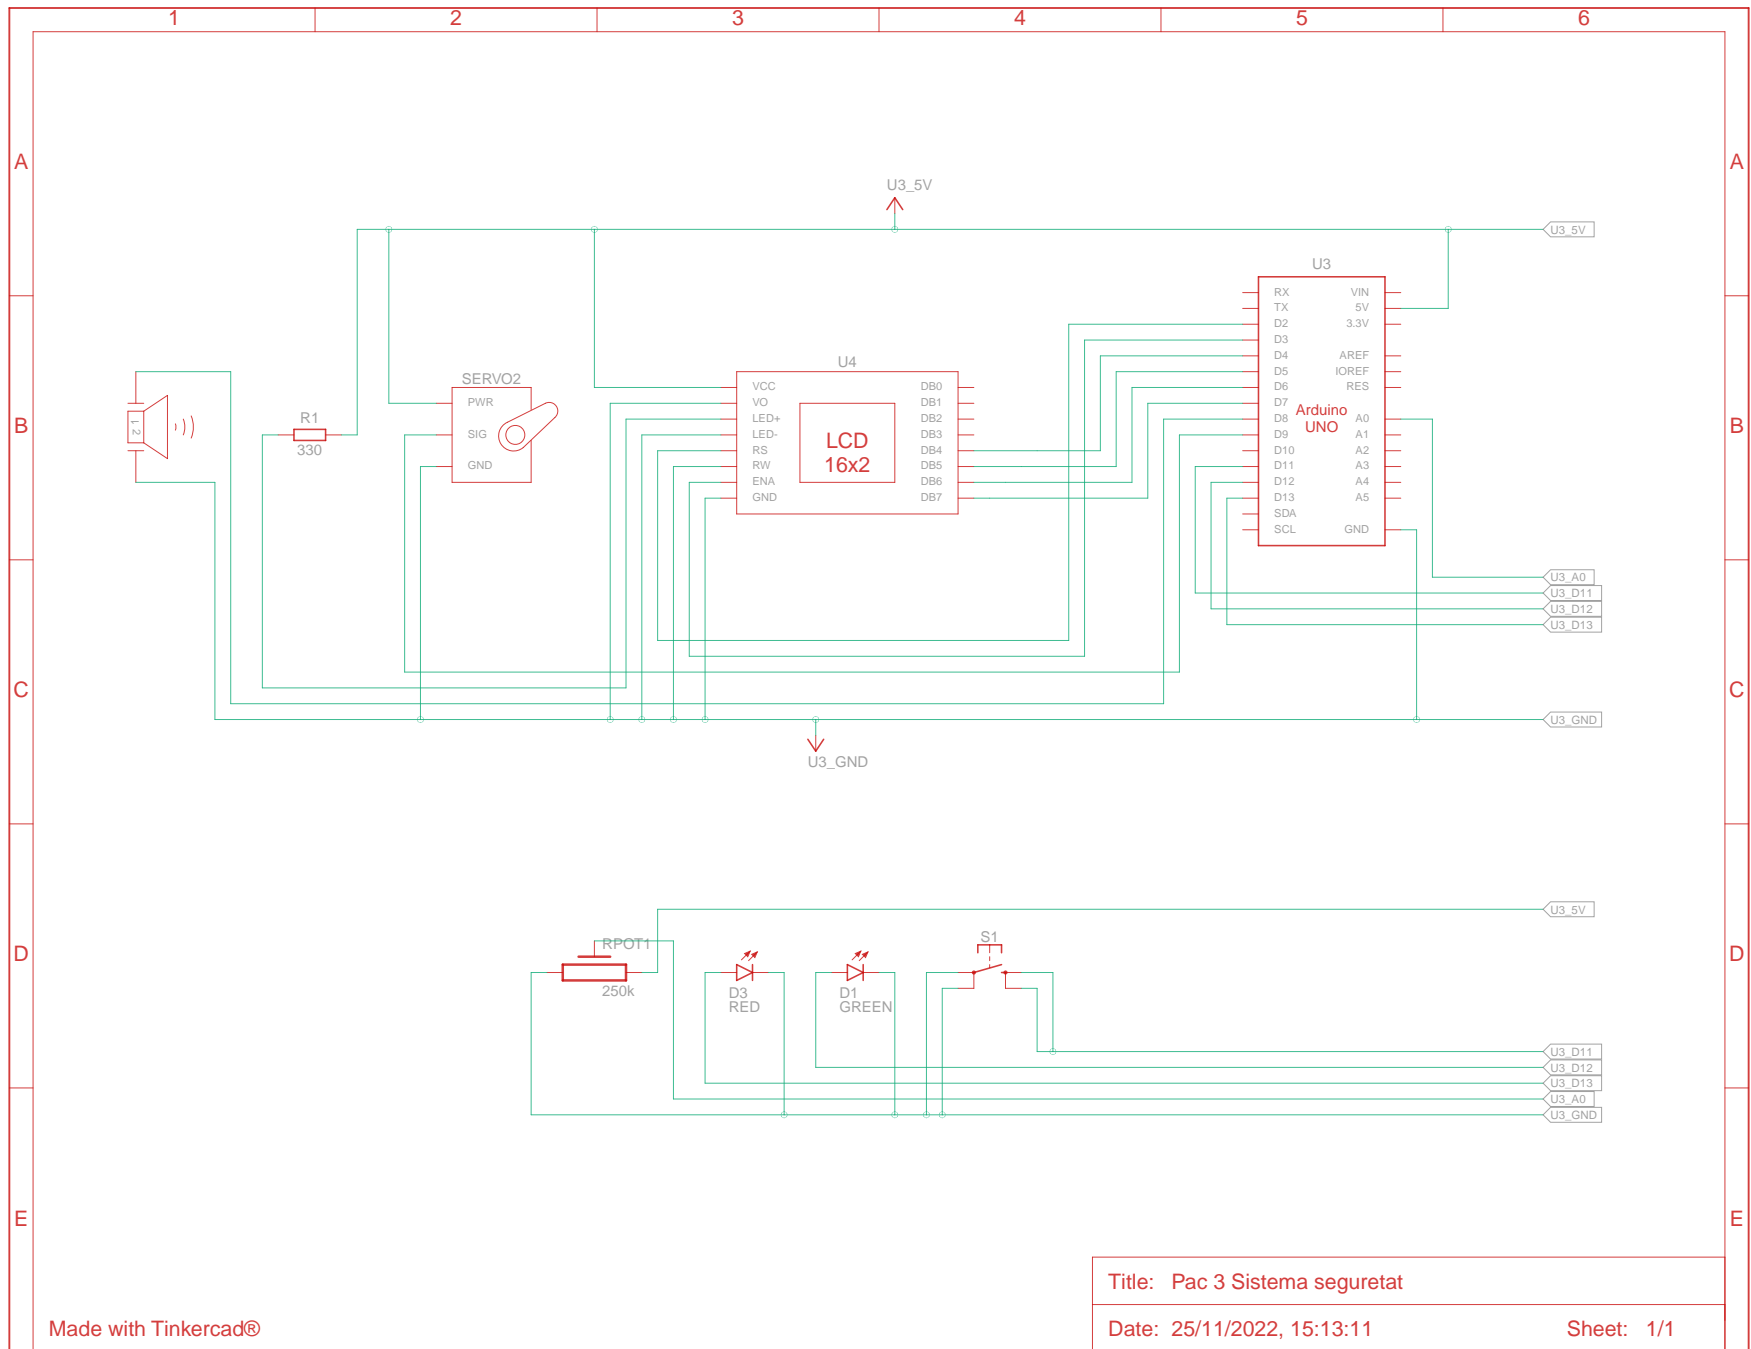 1 2 3 4 5 6
A A
U3_5V
U3_5V
U3
RX VIN
TX 5V
D2 3.3V
D3
D4 AREF
D5 IOREF
D6 RES
D7
D8 A0
D9 A1
D10 A2
D11 A3
D12 A4
D13 A5
SDA
SCL GND
Arduino
UNO
U4
VCC DB0
VO DB1
LED+ DB2
LED- DB3
RS DB4
RW DB5
ENA DB6
GND DB7
LCD
16x2
SERVO2
PWR
SIG
GND
R1
330
1 2
B B
U3_A0
U3_D11
U3_D12
U3_D13
C C
U3_GND
U3_GND
U3_5V
D D
RPOT1
250k
D3
RED
D1
GREEN
S1
U3_D11
U3_D12
U3_D13
U3_A0
U3_GND
E E
Title: Pac 3 Sistema seguretat
Made with Tinkercad®
Date: 25/11/2022, 15:13:11 Sheet: 1/1